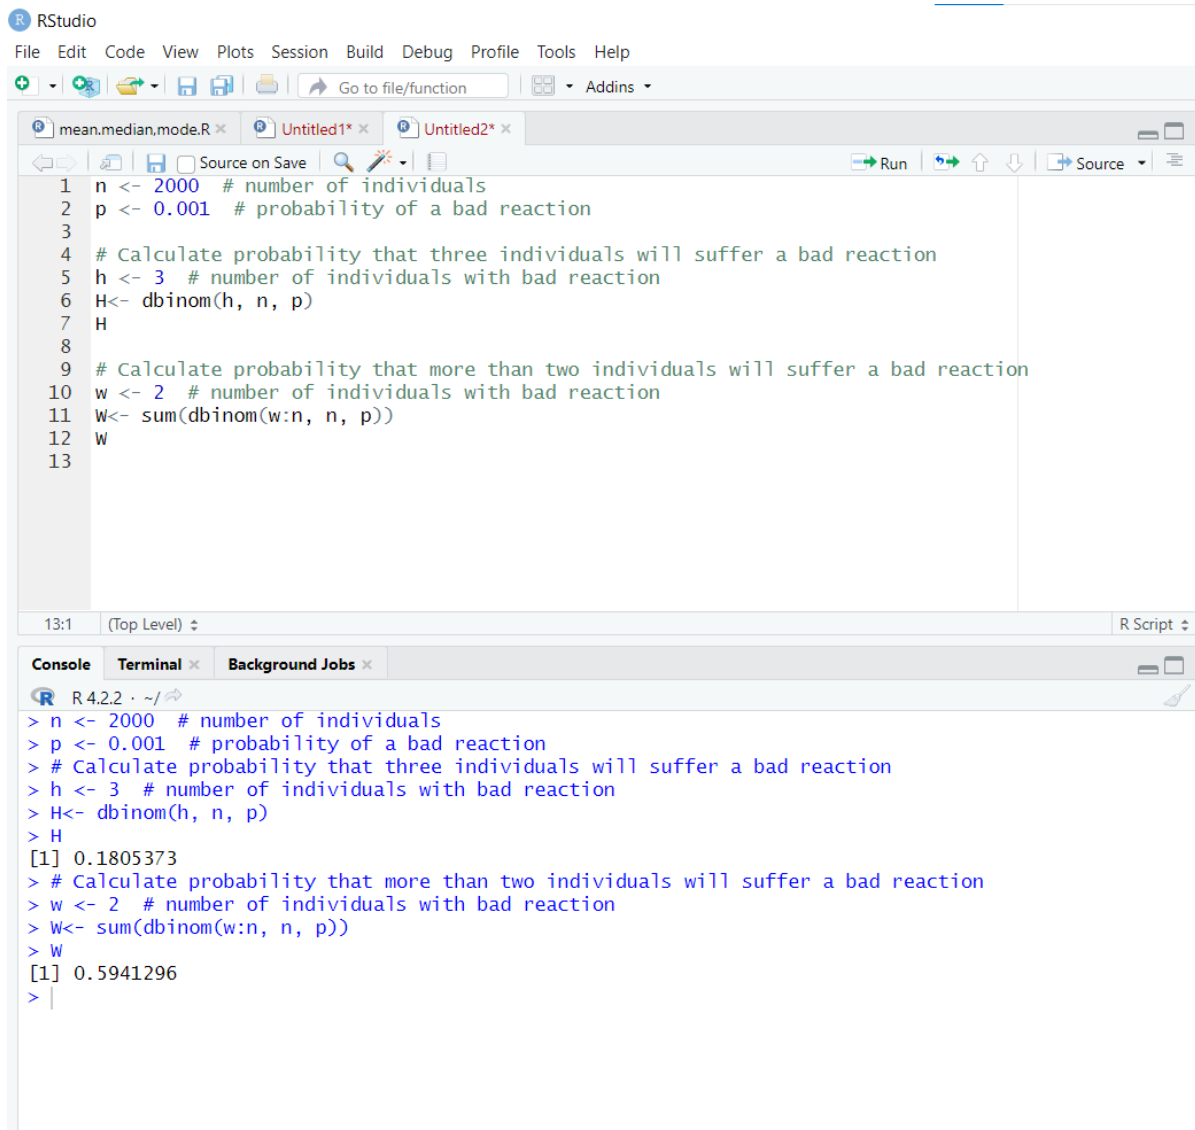 RStudio
File Edit Code View Plots Session Build Debug Profile Tools Help
Go to file/function Addins
mean.median,mode.R Untitled1* Untitled2*
Source on Save Run Source
1 n <- 2000  # number of individuals
2 p <- 0.001  # probability of a bad reaction
3
4 # Calculate probability that three individuals will suffer a bad reaction
5 h <- 3  # number of individuals with bad reaction
6 H<- dbinom(h, n, p)
7 H
8
9 # Calculate probability that more than two individuals will suffer a bad reaction
10 w <- 2  # number of individuals with bad reaction
11 W<- sum(dbinom(w:n, n, p))
12 W
13
13:1 (Top Level) R Script
Console Terminal Background Jobs
R 4.2.2 · ~/
> n <- 2000  # number of individuals
> p <- 0.001  # probability of a bad reaction
> # Calculate probability that three individuals will suffer a bad reaction
> h <- 3  # number of individuals with bad reaction
> H<- dbinom(h, n, p)
> H
[1] 0.1805373
> # Calculate probability that more than two individuals will suffer a bad reaction
> w <- 2  # number of individuals with bad reaction
> W<- sum(dbinom(w:n, n, p))
> W
[1] 0.5941296
>